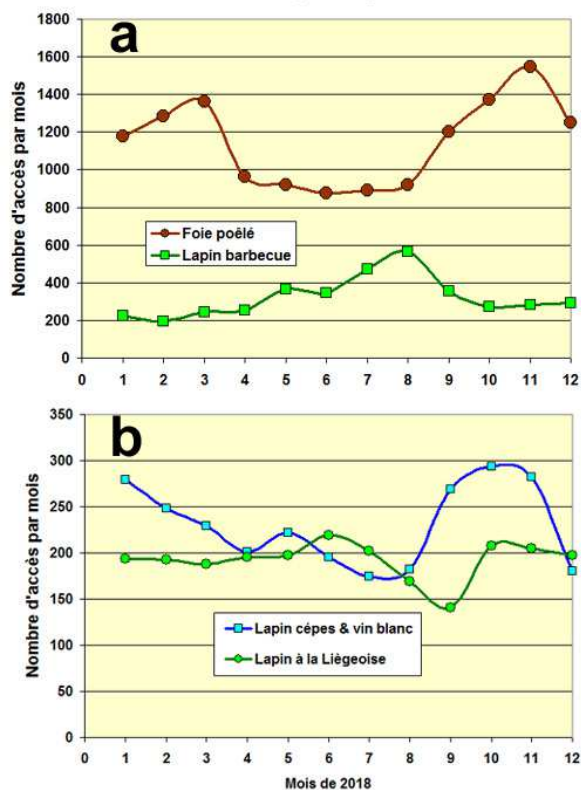 a
Nombre d'accès par mois
1800
1600
1400
1200
1000
800
600
400
200
0
Foie poêlé
Lapin barbecue
0 1 2 3 4 5 6 7 8 9 10 11 12
b
Nombre d'accès par mois
350
300
250
200
150
100
50
0
Lapin cépes & vin blanc
Lapin à la Liègeoise
0 1 2 3 4 5 6 7 8 9 10 11 12
Mois de 2018